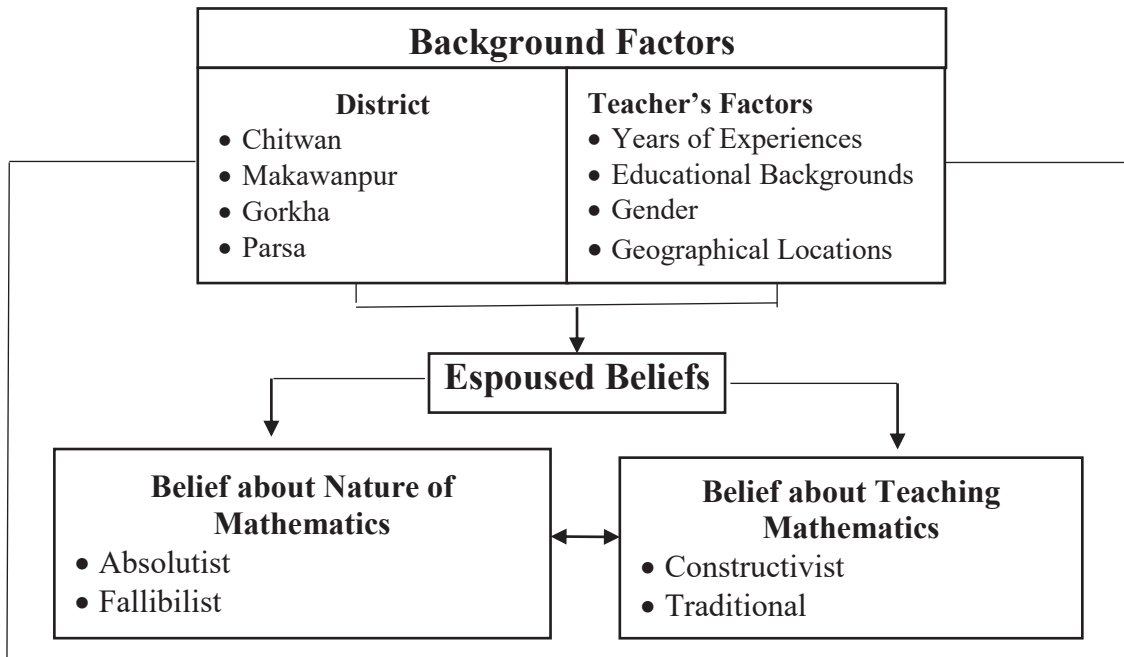 Background Factors
District
• Chitwan
• Makawanpur
• Gorkha
• Parsa
Teacher’s Factors
• Years of Experiences
• Educational Backgrounds
• Gender
• Geographical Locations
Espoused Beliefs
Belief about Nature of
Mathematics
• Absolutist
• Fallibilist
Belief about Teaching
Mathematics
• Constructivist
• Traditional